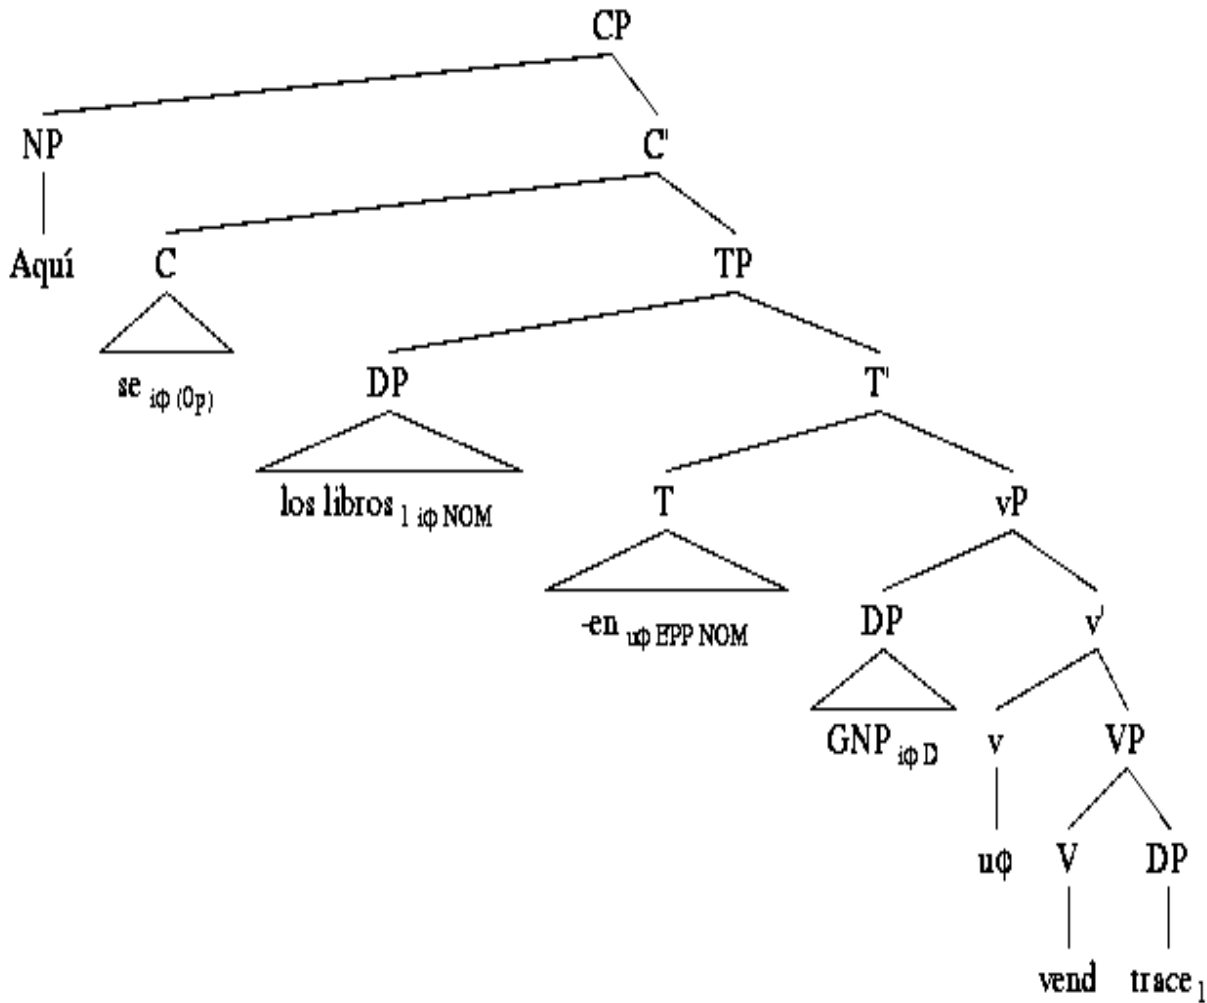 CP
NP C'
Aquí C TP
se iφ (0p) DP T'
los libros 1 iφ NOM T vP
-en uφ EPP NOM DP v'
GNP iφ D v VP
uφ V DP
vend trace 1